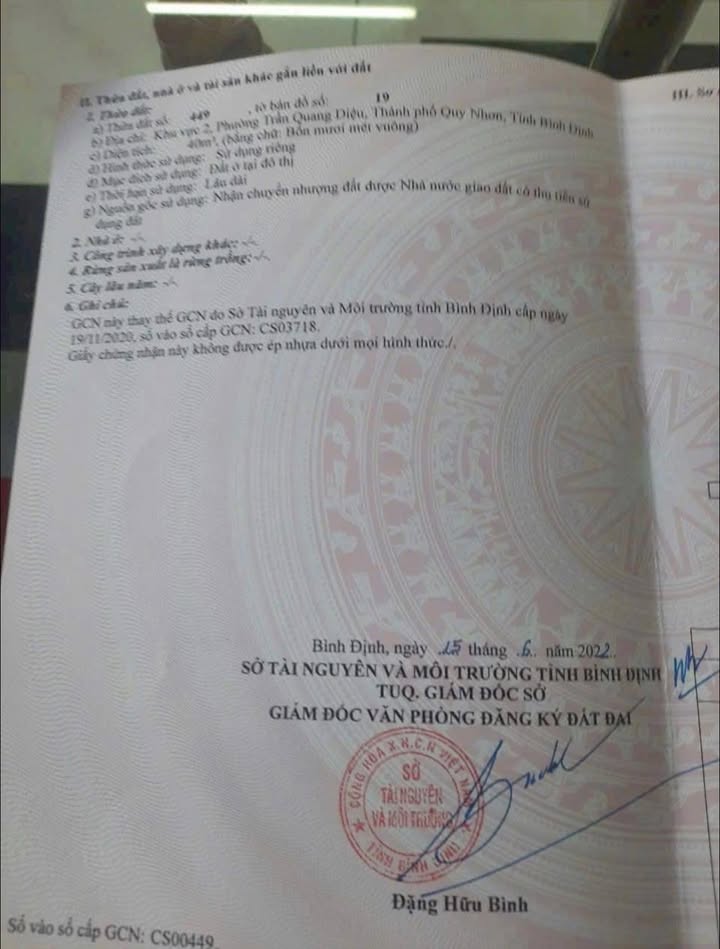 II. Thửa đất, nhà ở và tài sản khác gắn liền với đất
1. Thửa đất:
a) Thửa đất số: 449 , tờ bản đồ số: 19
b) Địa chỉ: Khu vực 2, Phường Trần Quang Diệu, Thành phố Quy Nhơn, Tỉnh Bình Định
c) Diện tích: 40m², (bằng chữ: Bốn mươi mét vuông)
d) Hình thức sử dụng: Sử dụng riêng
đ) Mục đích sử dụng: Đất ở tại đô thị
e) Thời hạn sử dụng: Lâu dài
g) Nguồn gốc sử dụng: Nhận chuyển nhượng đất được Nhà nước giao đất có thu tiền sử
dụng đất
2. Nhà ở: -/-.
3. Công trình xây dựng khác: -/-.
4. Rừng sản xuất là rừng trồng: -/-.
5. Cây lâu năm: -/-.
6. Ghi chú:
GCN này thay thế GCN do Sở Tài nguyên và Môi trường tỉnh Bình Định cấp ngày
19/11/2020, số vào sổ cấp GCN: CS03718.
Giấy chứng nhận này không được ép nhựa dưới mọi hình thức./.
III. Sơ
Bình Định, ngày 15 tháng 6 năm 2022
SỞ TÀI NGUYÊN VÀ MÔI TRƯỜNG TỈNH BÌNH ĐỊNH
TUQ. GIÁM ĐỐC SỞ
GIÁM ĐỐC VĂN PHÒNG ĐĂNG KÝ ĐẤT ĐAI
CỘNG HÒA X.H.C.N VIỆT NAM
SỞ
TÀI NGUYÊN
VÀ MÔI TRƯỜNG
TỈNH BÌNH ĐỊNH
Đặng Hữu Bình
Số vào sổ cấp GCN: CS00449